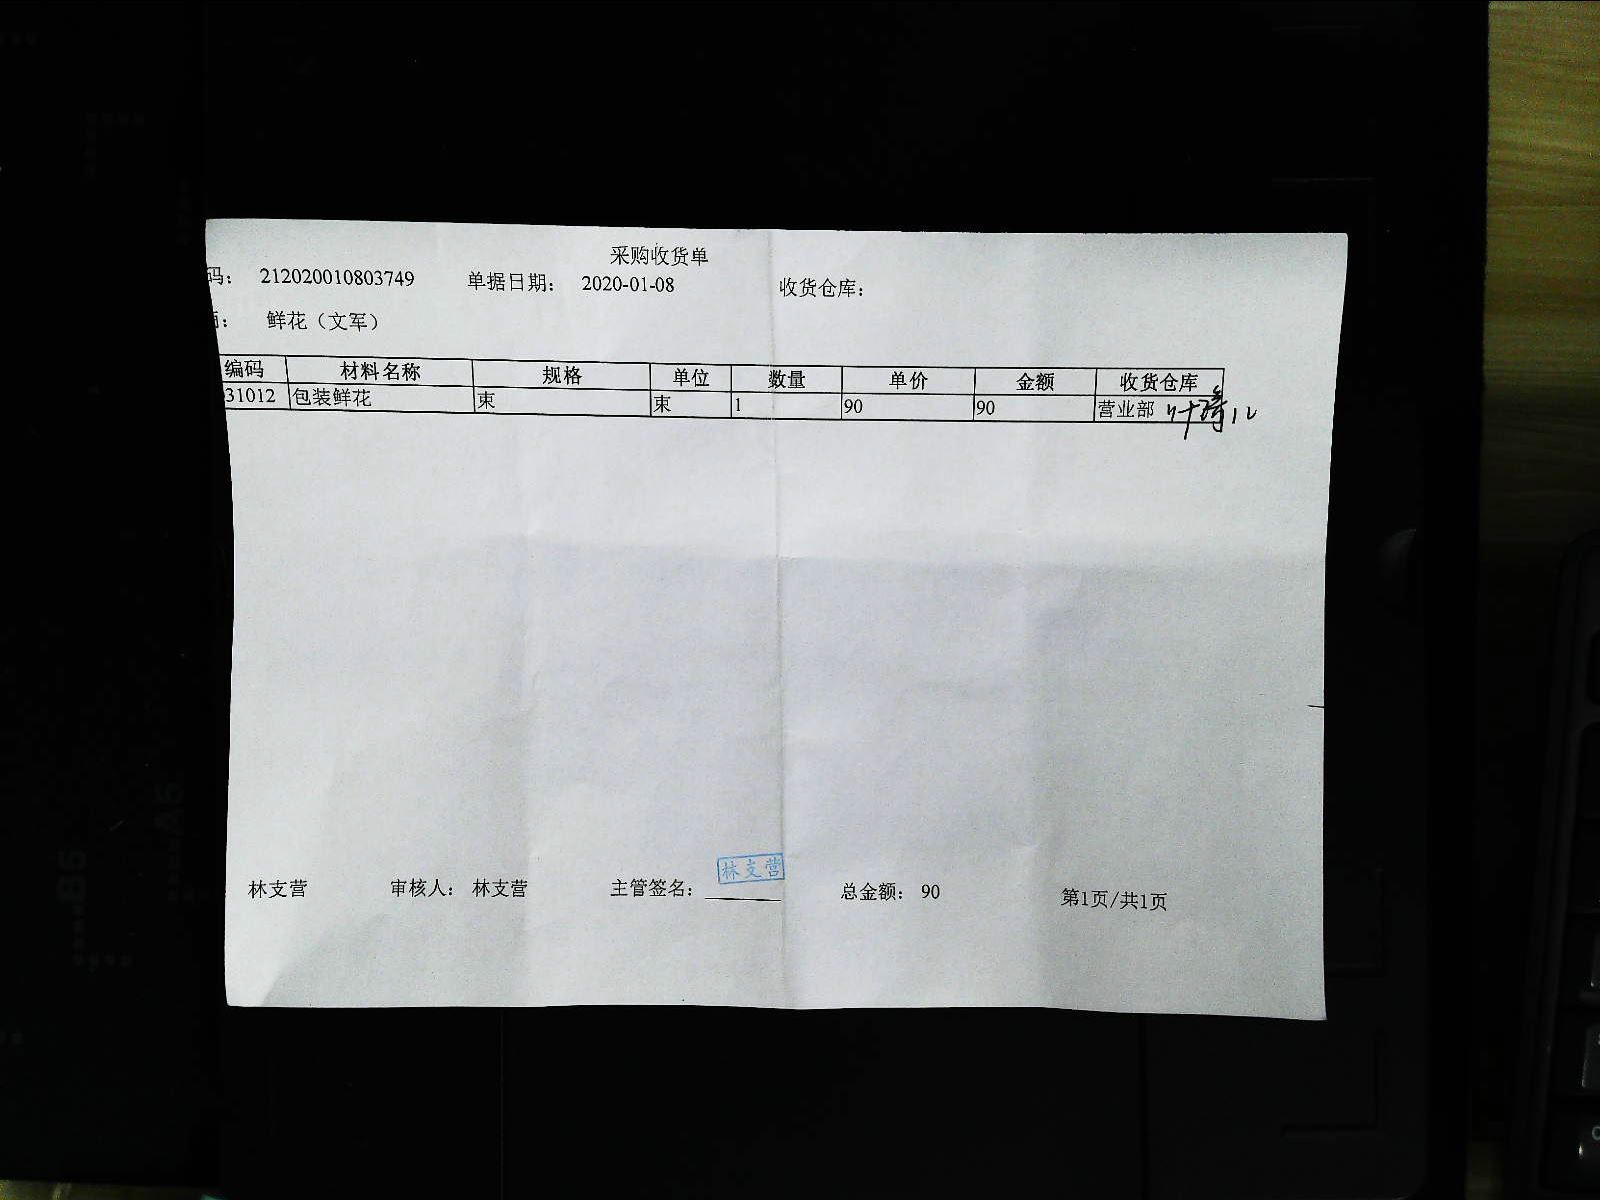 采购收货单
码： 212020010803749 单据日期： 2020-01-08 收货仓库：
鲜花（文军）
编码 材料名称 规格 单位 数量 单价 金额 收货仓库
31012 包装鲜花 束 束 1 90 90 营业部
林支营
林支营 审核人： 林支营 主管签名： 总金额： 90 第1页/共1页